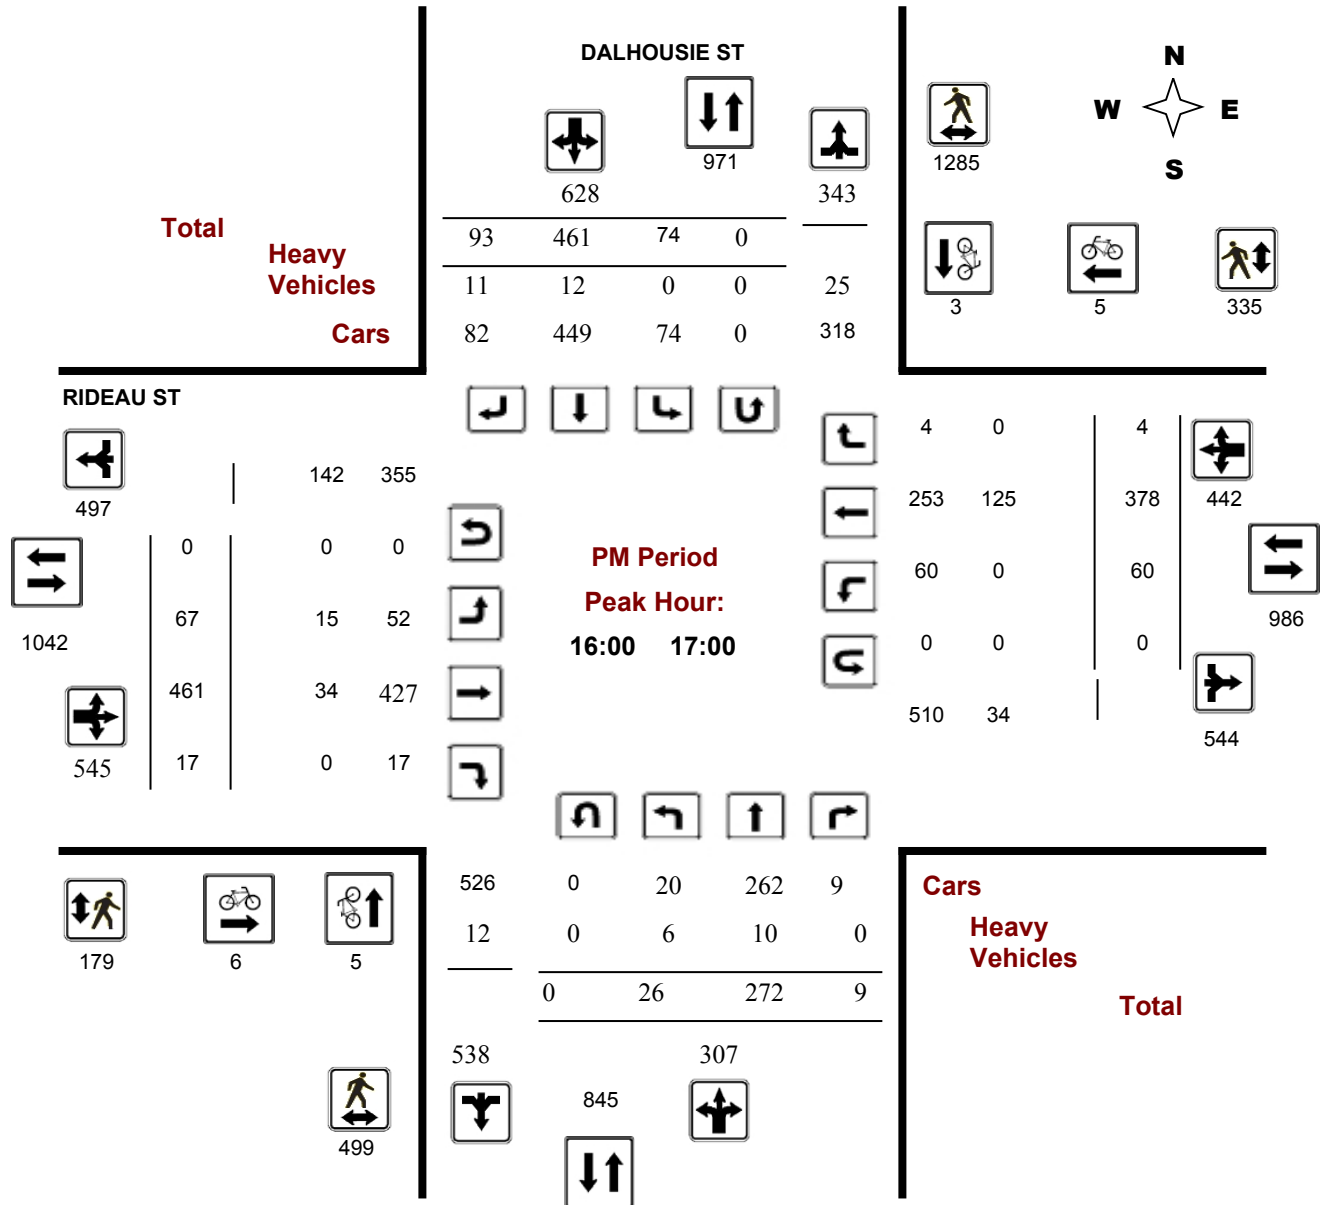 DALHOUSIE ST
N
W E
S
971
1285
628 343
Total 93 461 74 0
Heavy
Vehicles 11 12 0 0 25
Cars 82 449 74 0 318
3 5 335
RIDEAU ST
4 0 4
142 355
497
253 125 378 442
0 0 0
PM Period
60 0 60
Peak Hour:
67 15 52
986
1042
16:00 17:00
0 0 0
461 34 427
510 34
544
545 17 0 17
526 0 20 262 9 Cars
12 0 6 10 0 Heavy
Vehicles
179 6 5
0 26 272 9 Total
538 307
845
499